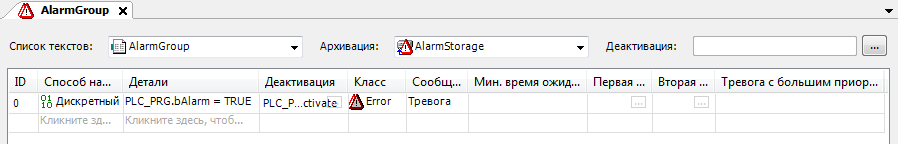 AlarmGroup
Список текстов: AlarmGroup Архивация: AlarmStorage Деактивация: ...
ID Способ на... Детали Деактивация Класс Сообщ... Мин. время ожид... Первая ... Вторая ... Тревога с большим приор...
0 Дискретный PLC_PRG.bAlarm = TRUE PLC_P...ctivate Error Тревога ... ...
Кликните зд... Кликните здесь, чтоб...